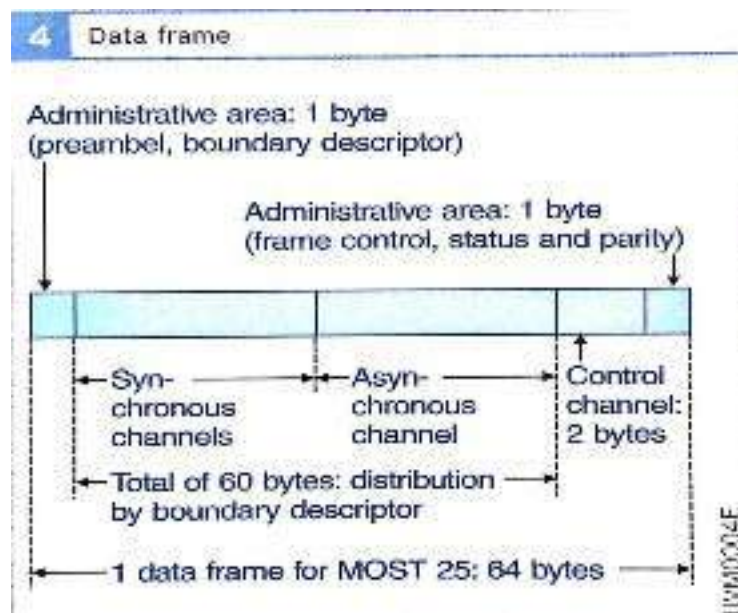 4 Data frame
Administrative area: 1 byte
(preambel, boundary descriptor)
Administrative area: 1 byte
(frame control, status and parity)
Syn-
chronous
channels
Asyn-
chronous
channel
Control
channel:
2 bytes
Total of 60 bytes: distribution
by boundary descriptor
1 data frame for MOST 25: 64 bytes